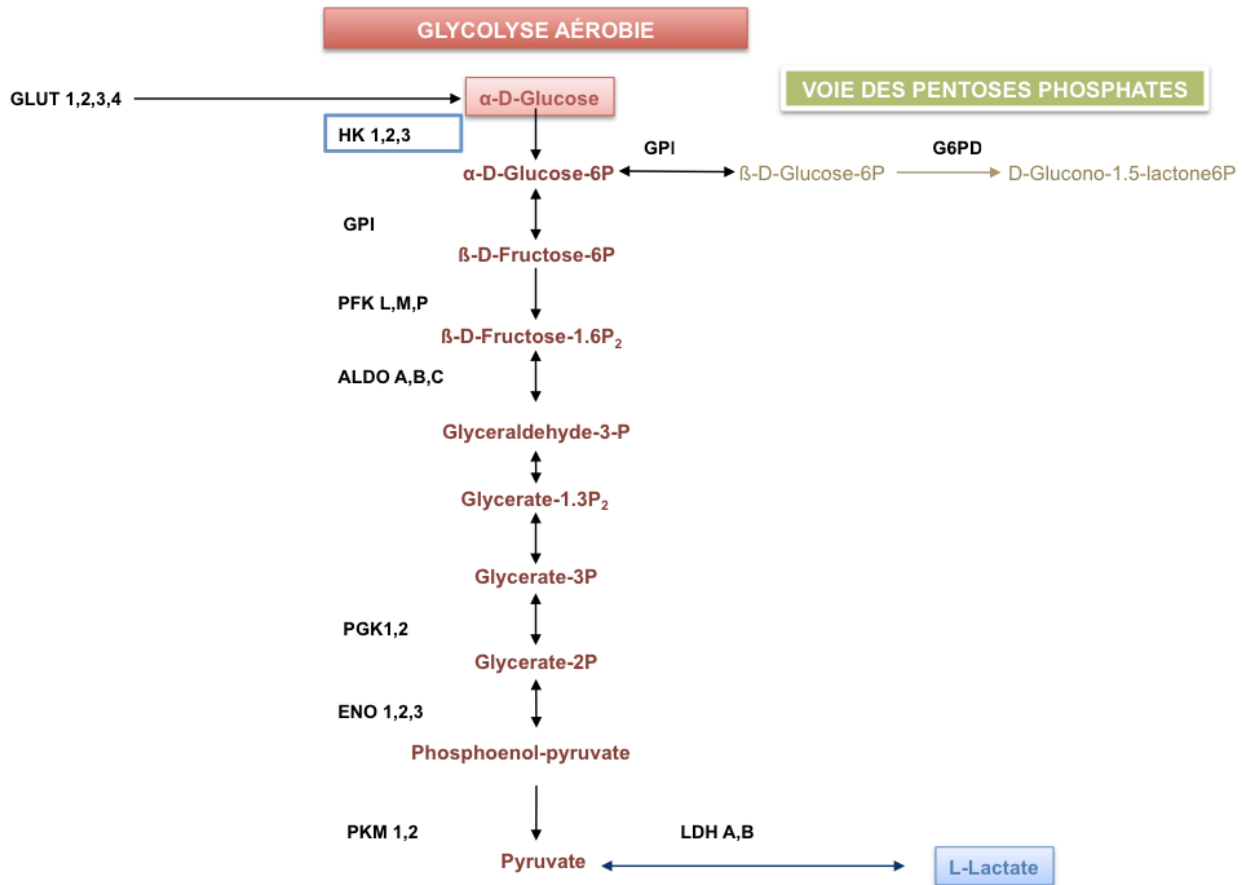 GLYCOLYSE AÉROBIE
VOIE DES PENTOSES PHOSPHATES
GLUT 1,2,3,4
α-D-Glucose
HK 1,2,3
GPI
G6PD
α-D-Glucose-6P
ß-D-Glucose-6P
D-Glucono-1.5-lactone6P
GPI
ß-D-Fructose-6P
PFK L,M,P
ß-D-Fructose-1.6P₂
ALDO A,B,C
Glyceraldehyde-3-P
Glycerate-1.3P₂
Glycerate-3P
PGK1,2
Glycerate-2P
ENO 1,2,3
Phosphoenol-pyruvate
PKM 1,2
LDH A,B
Pyruvate
L-Lactate